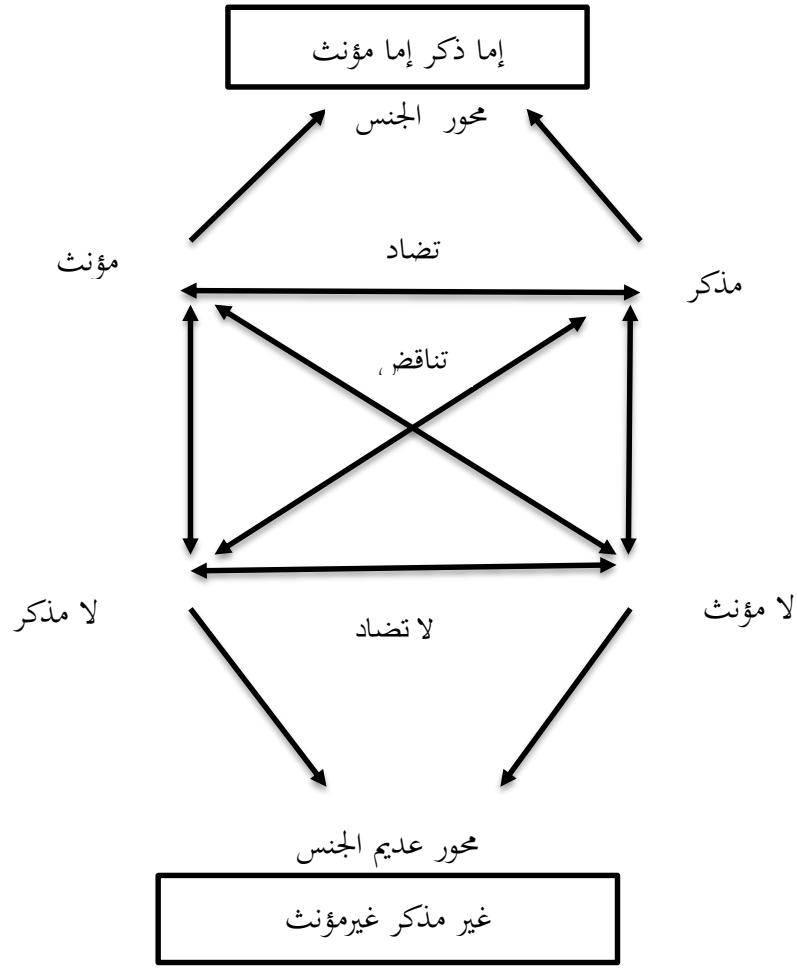 إما ذكر إما مؤنث
محور الجنس
تضاد
مؤنث
مذكر
تناقض
لا مذكر
لا تضاد
لا مؤنث
محور عديم الجنس
غير مذكر غيرمؤنث